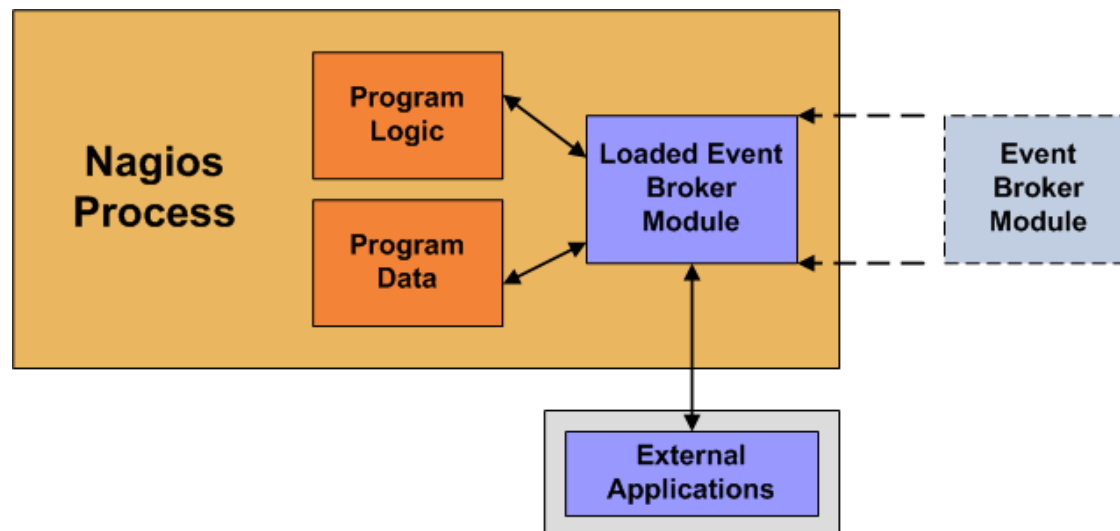 Program
Logic
Nagios
Process
Program
Data
Loaded Event
Broker
Module
Event
Broker
Module
External
Applications